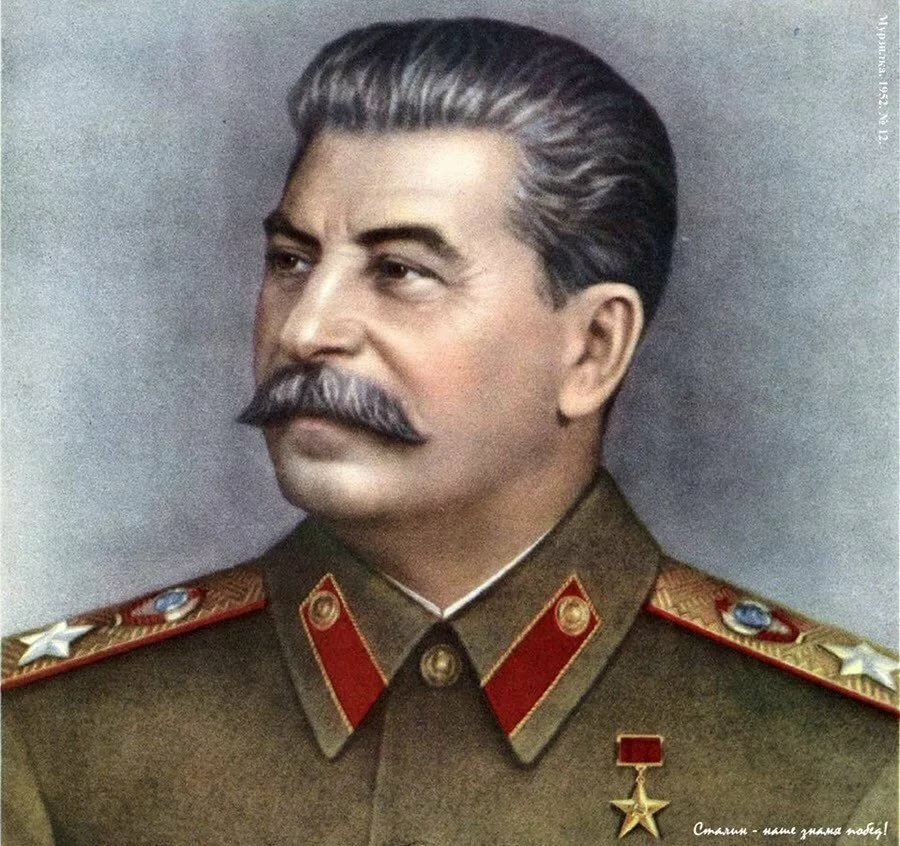 Мурзилка. 1952. № 12.
Сталин - наше знамя побед!